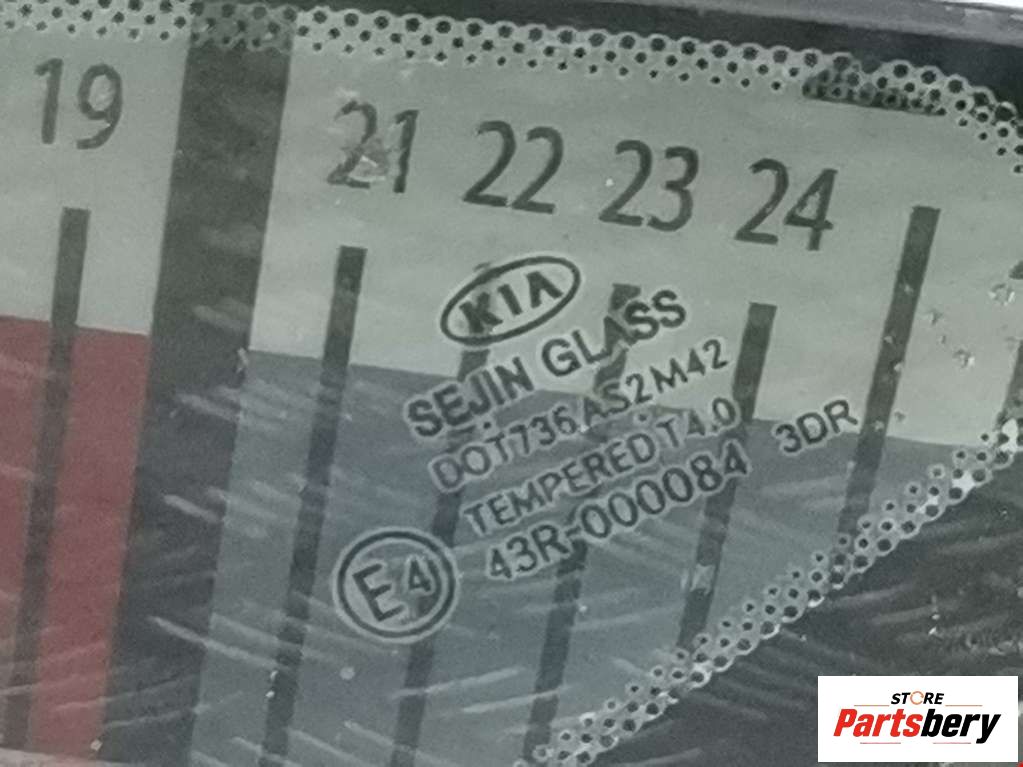 19
21 22 23 24
KIA
SEJIN GLASS
DOT736 AS2 M42
TEMPERED T4.0
43R-000084 3DR
E4
STORE
Partsbery